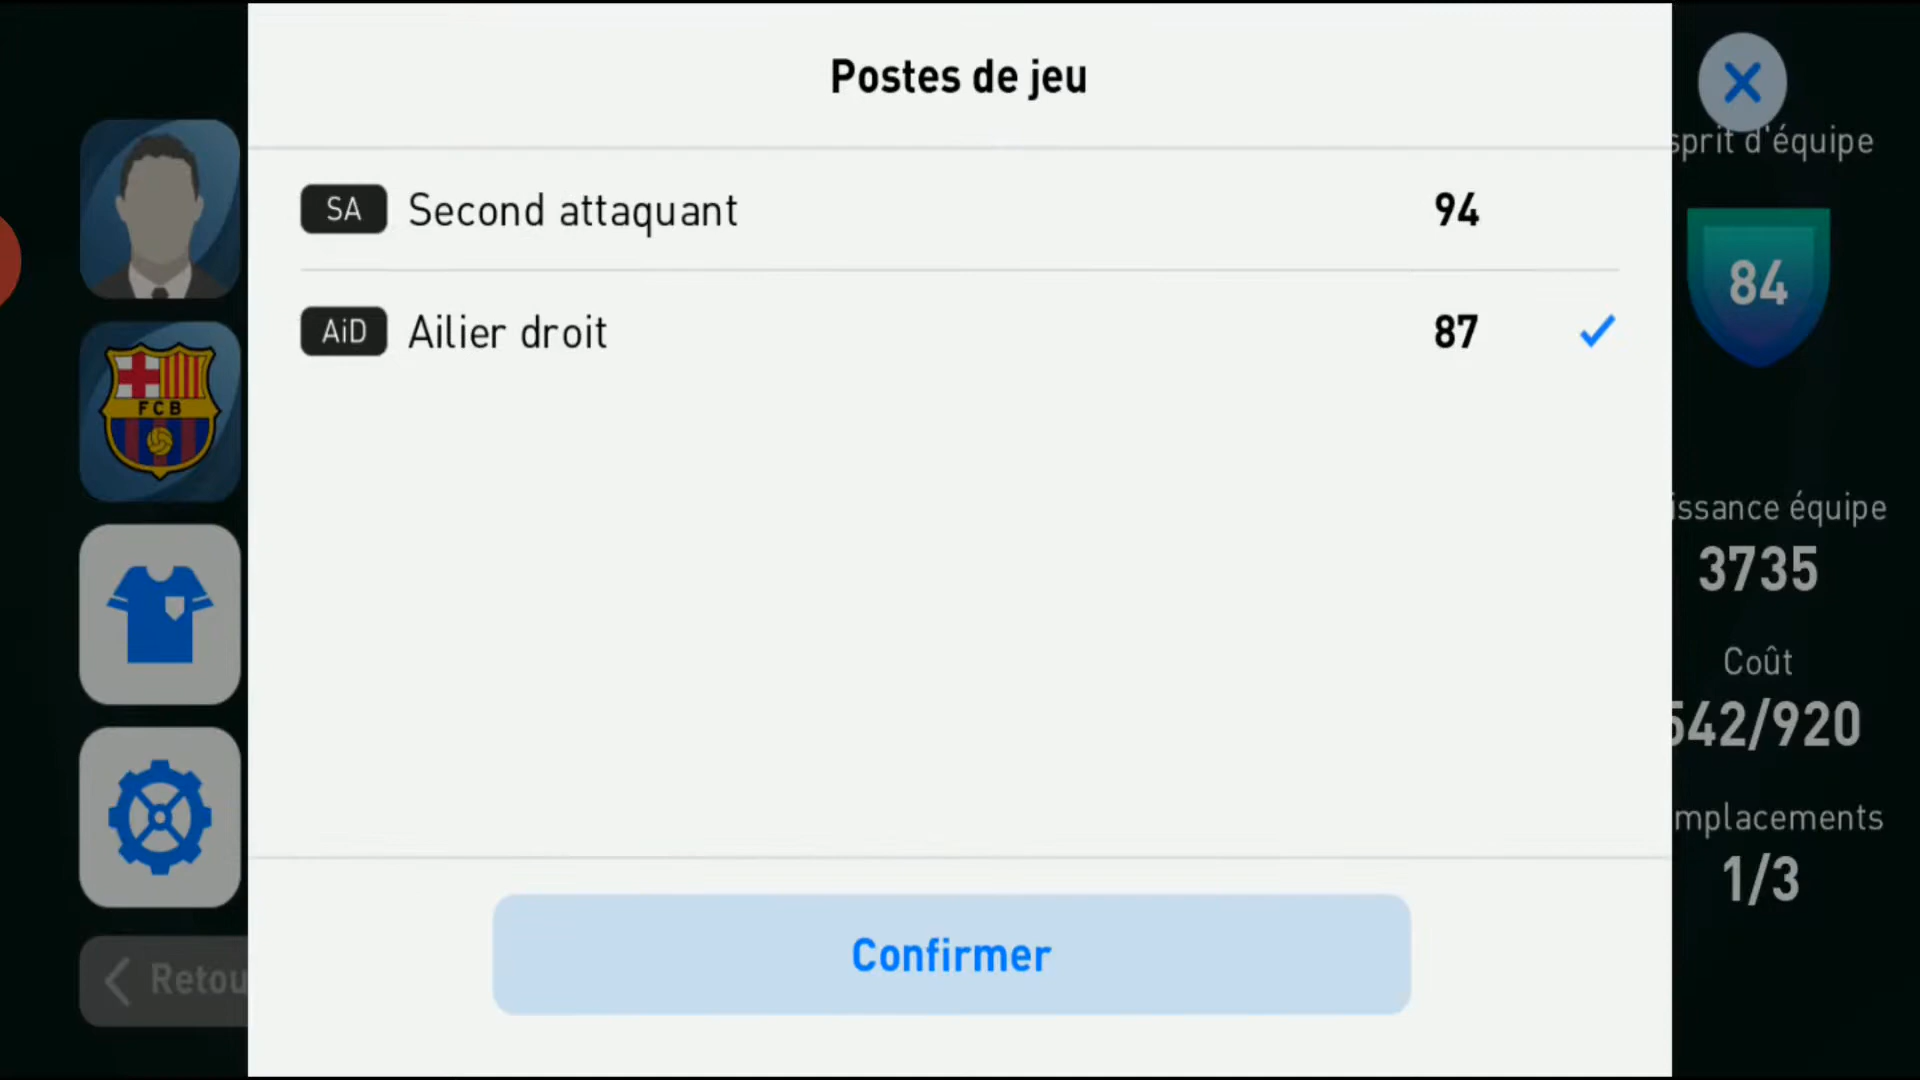 Postes de jeu
SA Second attaquant 94
AiD Ailier droit 87
Confirmer
FCB
Retou
sprit d'équipe
84
issance équipe
3735
Coût
542/920
mplacements
1/3